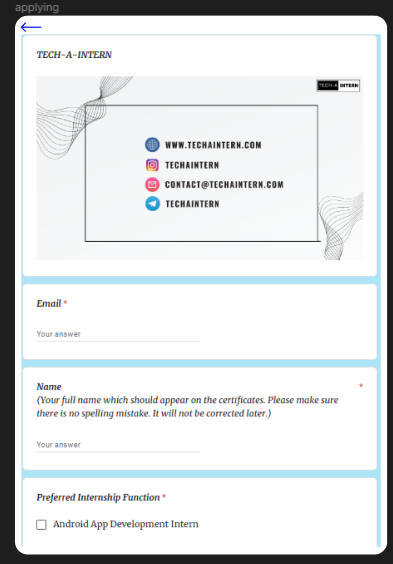 applying
TECH-A-INTERN
TECH-A INTERN
WWW.TECHAINTERN.COM
TECHAINTERN
CONTACT@TECHAINTERN.COM
TECHAINTERN
Email *
Your answer
Name *
(Your full name which should appear on the certificates. Please make sure
there is no spelling mistake. It will not be corrected later.)
Your answer
Preferred Internship Function *
Android App Development Intern